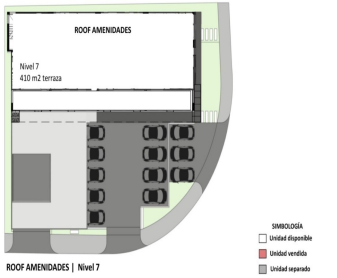 ROOF AMENIDADES
Nivel 7
410 m2 terraza
SIMBOLOGÍA
Unidad disponible
Unidad vendida
Unidad separado
ROOF AMENIDADES | Nivel 7